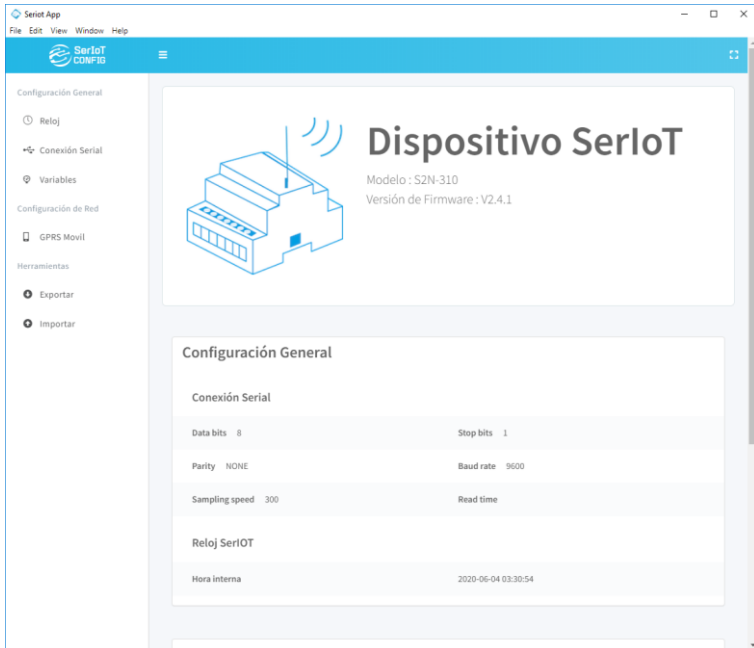 Seriot App
File Edit View Window Help
SerIoT
CONFIG
Configuración General
Reloj
Conexión Serial
Variables
Configuración de Red
GPRS Movil
Herramientas
Exportar
Importar
Dispositivo SerIoT
Modelo : S2N-310
Versión de Firmware : V2.4.1
Configuración General
Conexión Serial
Data bits 8 Stop bits 1
Parity NONE Baud rate 9600
Sampling speed 300 Read time
Reloj SerIOT
Hora interna 2020-06-04 03:30:54